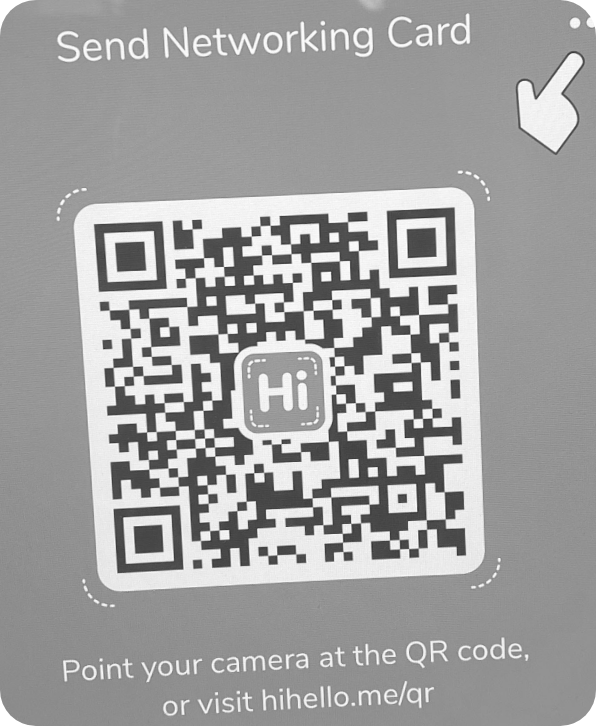 Send Networking Card
Hi
Point your camera at the QR code,
or visit hihello.me/qr